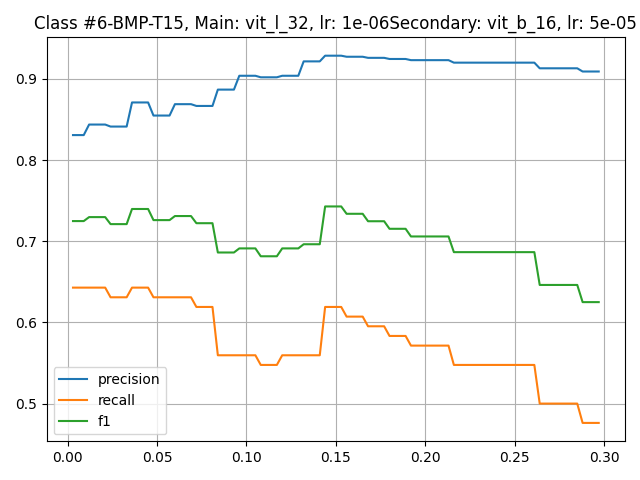 Class #6-BMP-T15, Main: vit_l_32, lr: 1e-06Secondary: vit_b_16, lr: 5e-05
0.9
0.8
0.7
0.6
0.5
precision
recall
f1
0.00 0.05 0.10 0.15 0.20 0.25 0.30